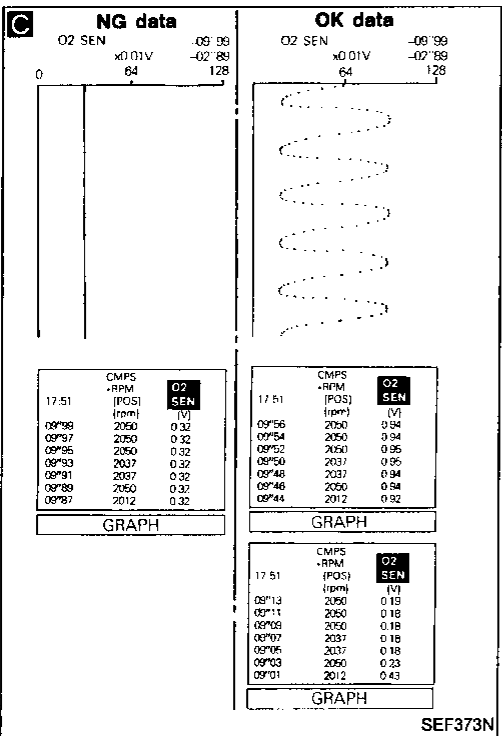 C
NG data
O2 SEN -09"99
x0.01V -02"89
0 64 128
CMPS
•RPM O2
17:51 (POS) SEN
(rpm) (V)
09"99 2050 0.32
09"97 2050 0.32
09"95 2050 0.32
09"93 2037 0.32
09"91 2037 0.32
09"89 2050 0.32
09"87 2012 0.32
GRAPH
OK data
O2 SEN -09"99
x0.01V -02"89
64 128
CMPS
•RPM O2
17:51 (POS) SEN
(rpm) (V)
09"56 2050 0.94
09"54 2050 0.94
09"52 2050 0.95
09"50 2037 0.95
09"48 2037 0.94
09"46 2050 0.94
09"44 2012 0.92
GRAPH
CMPS
•RPM O2
17:51 (POS) SEN
(rpm) (V)
09"13 2050 0.19
09"11 2050 0.18
09"09 2050 0.18
09"07 2037 0.18
09"05 2037 0.18
09"03 2050 0.23
09"01 2012 0.43
GRAPH
SEF373N